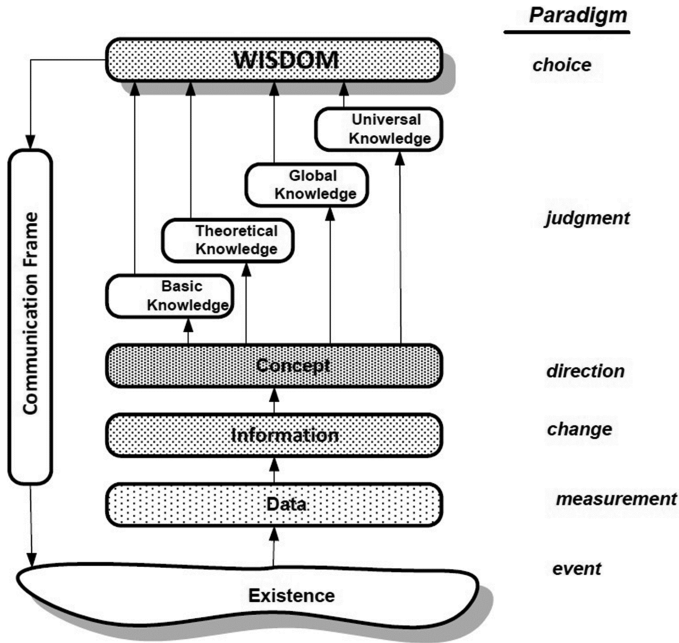 Paradigm
WISDOM
choice
Universal
Knowledge
Global
Knowledge
judgment
Theoretical
Knowledge
Basic
Knowledge
Communication Frame
Concept
direction
Information
change
Data
measurement
event
Existence